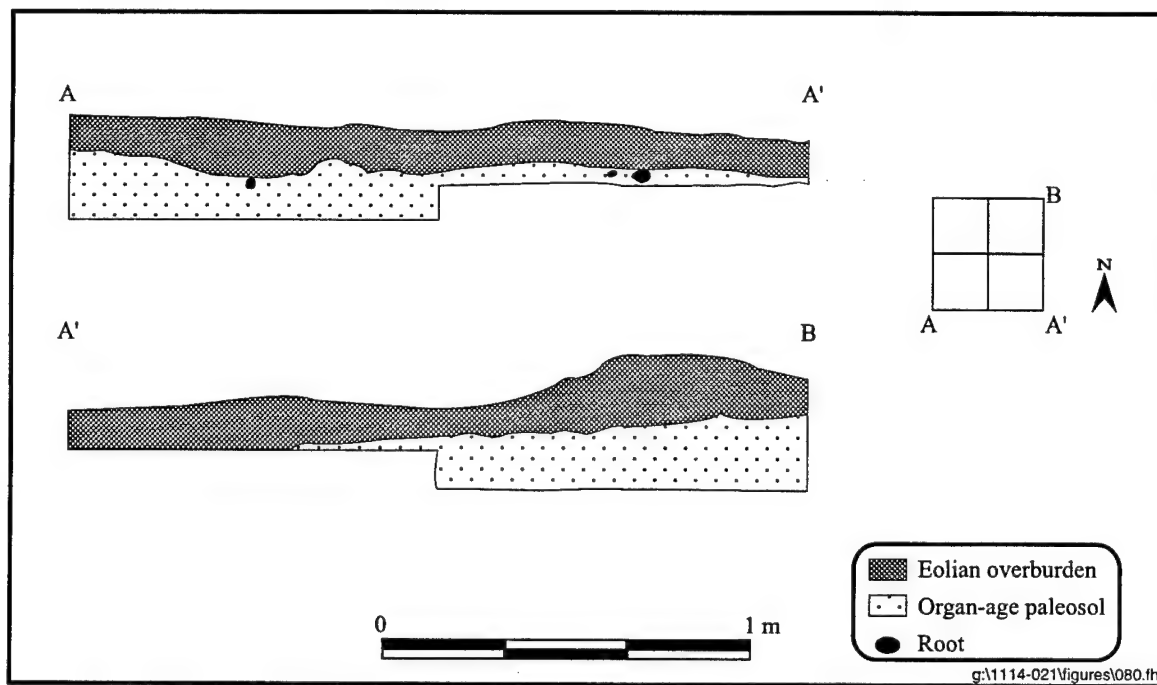 A A'
B
N
A A'
A' B
0 1 m
Eolian overburden
Organ-age paleosol
Root
g:\1114-021\figures\080.fh